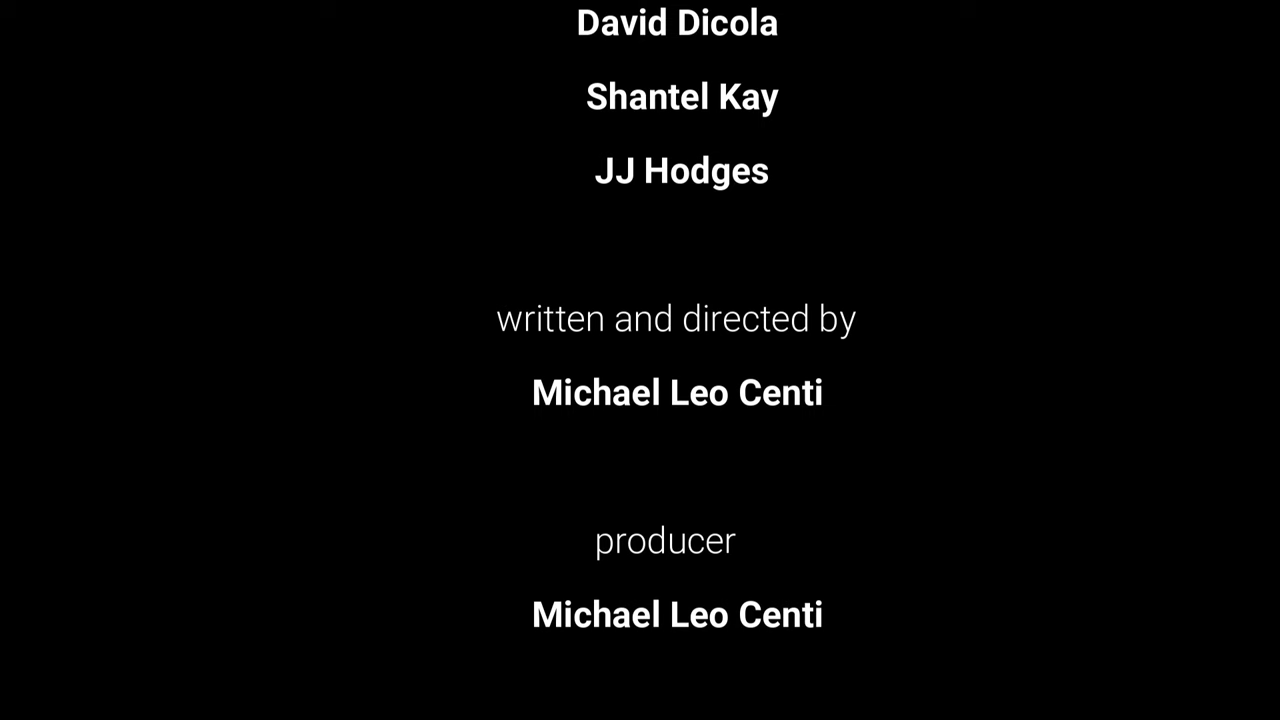 David Dicola
Shantel Kay
JJ Hodges
written and directed by
Michael Leo Centi
producer
Michael Leo Centi